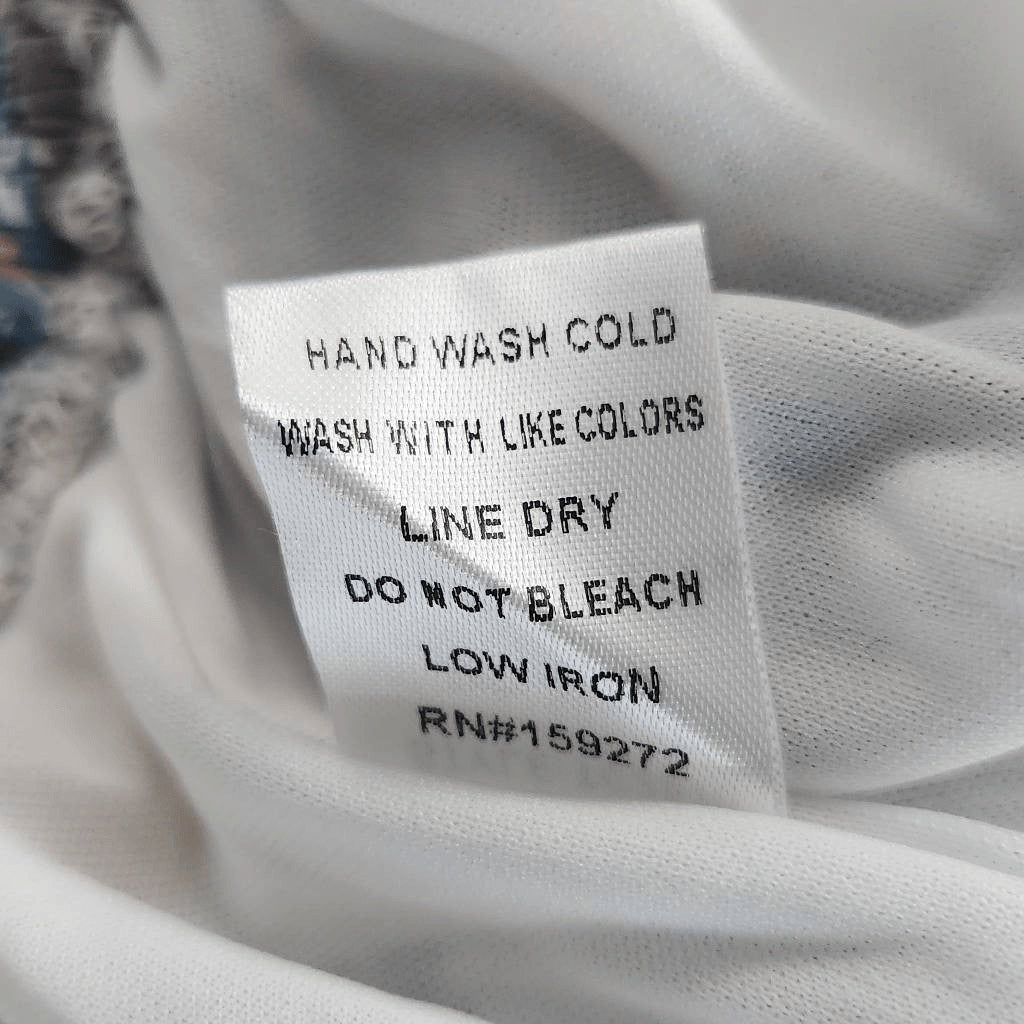 HAND WASH COLD
WASH WITH LIKE COLORS
LINE DRY
DO NOT BLEACH
LOW IRON
RN#159272